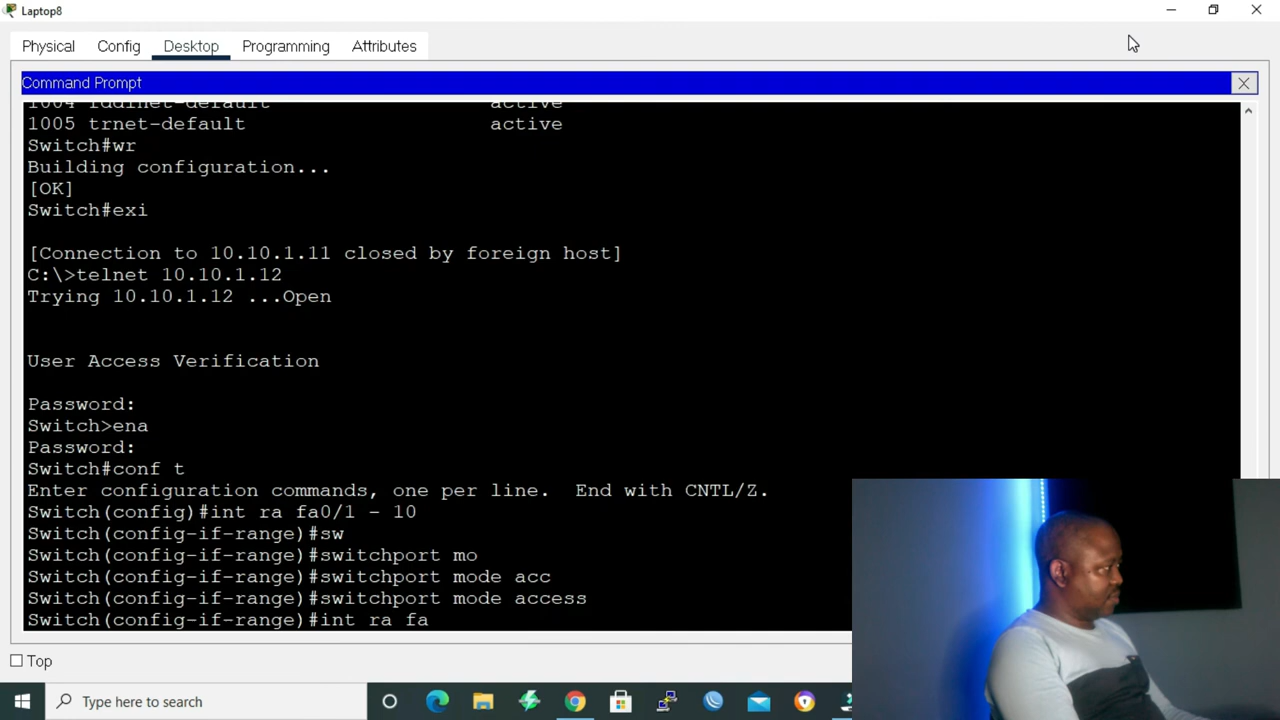 Laptop8
Physical Config Desktop Programming Attributes
Command Prompt
1004 fddinet-default active
1005 trnet-default active
Switch#wr
Building configuration...
[OK]
Switch#exi
[Connection to 10.10.1.11 closed by foreign host]
C:\>telnet 10.10.1.12
Trying 10.10.1.12 ...Open
User Access Verification
Password:
Switch>ena
Password:
Switch#conf t
Enter configuration commands, one per line. End with CNTL/Z.
Switch(config)#int ra fa0/1 - 10
Switch(config-if-range)#sw
Switch(config-if-range)#switchport mo
Switch(config-if-range)#switchport mode acc
Switch(config-if-range)#switchport mode access
Switch(config-if-range)#int ra fa
Top
Type here to search